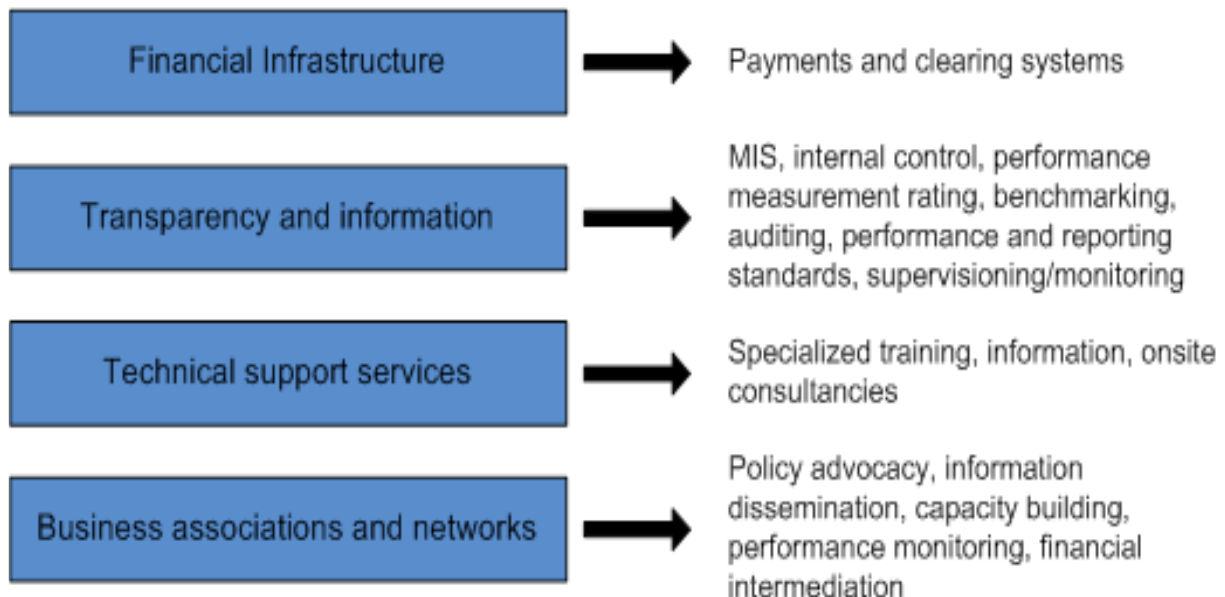 Financial Infrastructure
Payments and clearing systems
Transparency and information
MIS, internal control, performance
measurement rating, benchmarking,
auditing, performance and reporting
standards, supervisioning/monitoring
Technical support services
Specialized training, information, onsite
consultancies
Business associations and networks
Policy advocacy, information
dissemination, capacity building,
performance monitoring, financial
intermediation